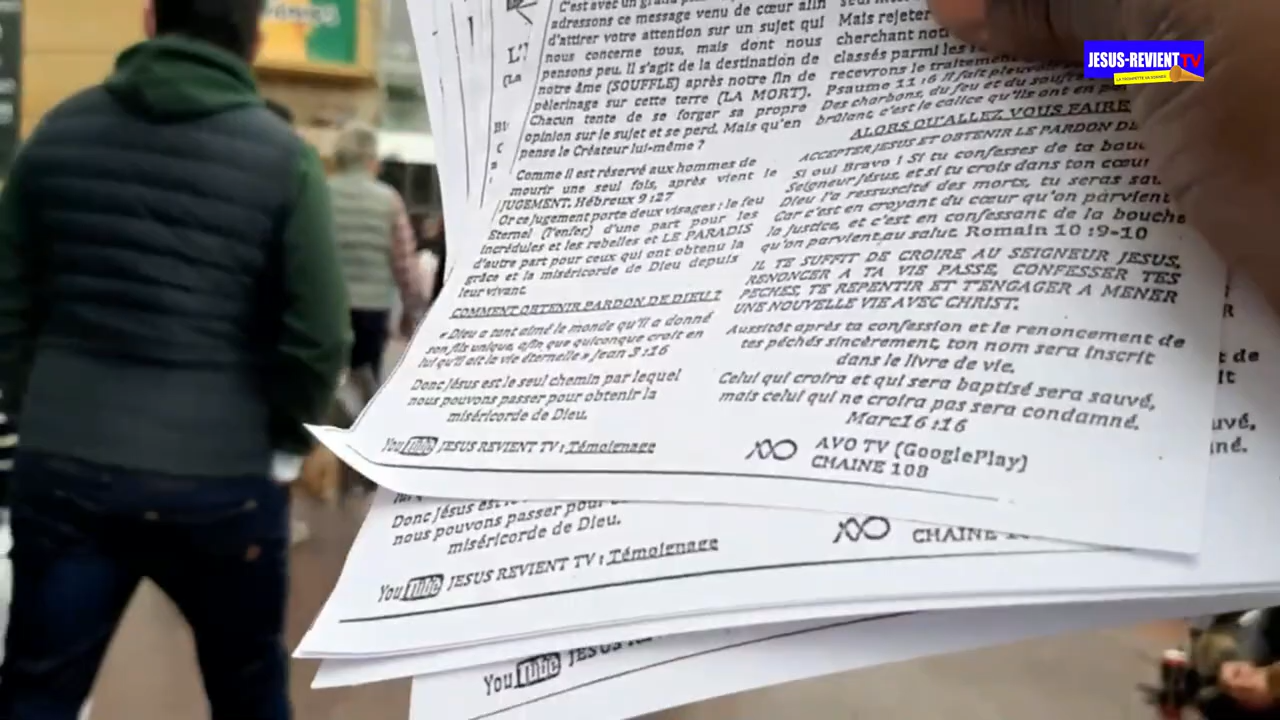 JESUS-REVIENT TV
LA TROMPETTE VA SONNER
C'est avec un grand
adressons ce message venu de cœur afin
d'attirer votre attention sur un sujet qui
nous concerne tous, mais dont nous
pensons peu. Il s'agit de la destination de
notre âme (SOUFFLE) après notre fin de
pèlerinage sur cette terre (LA MORT).
Chacun tente de se forger sa propre
opinion sur le sujet et se perd. Mais qu'en
pense le Créateur lui-même ?
Comme il est réservé aux hommes de
mourir une seul fois, après vient le
JUGEMENT. Hébreux 9 :27
Or ce jugement porte deux visages : le feu
Eternel (l'enfer) d'une part pour les
incrédules et les rebelles et LE PARADIS
d'autre part pour ceux qui ont obtenu la
grâce et la miséricorde de Dieu depuis
leur vivant.
COMMENT OBTENIR PARDON DE DIEU?
« Dieu a tant aimé le monde qu'il a donné
son fils unique, afin que quiconque croit en
lui qu'il ait la vie éternelle » Jean 3 :16
Donc Jésus est le seul chemin par lequel
nous pouvons passer pour obtenir la
miséricorde de Dieu.
YouTube JESUS REVIENT TV : Témoignage
Mais rejeter
cherchant
classés parmi les
recevrons le traitement
Psaume 11 :6 Il fait pleuvoir
Des charbons, du feu et du soufre
brûlant, c'est le calice qu'ils ont en
ALORS QU'ALLEZ VOUS FAIRE
ACCEPTER JESUS ET OBTENIR LE PARDON
Si oui Bravo ! Si tu confesses de ta
Seigneur Jésus, et si tu crois dans ton cœur
Dieu l'a ressuscité des morts, tu seras
Car c'est en croyant du cœur qu'on parvient
la justice, et c'est en confessant de la bouche
qu'on parvient au salut. Romain 10 :9-10
IL TE SUFFIT DE CROIRE AU SEIGNEUR JESUS,
RENONCER A TA VIE PASSE, CONFESSER TES
PECHES, TE REPENTIR ET T'ENGAGER A MENER
UNE NOUVELLE VIE AVEC CHRIST.
Aussitôt après ta confession et le renoncement de
tes péchés sincèrement, ton nom sera inscrit
dans le livre de vie.
Celui qui croira et qui sera baptisé sera sauvé,
mais celui qui ne croira pas sera condamné.
Marc16 :16
AVO TV (GooglePlay)
CHAINE 108
Donc Jésus est le
nous pouvons passer pour
miséricorde de Dieu.
YouTube JESUS REVIENT TV : Témoignage
CHAINE
YouTube JESUS